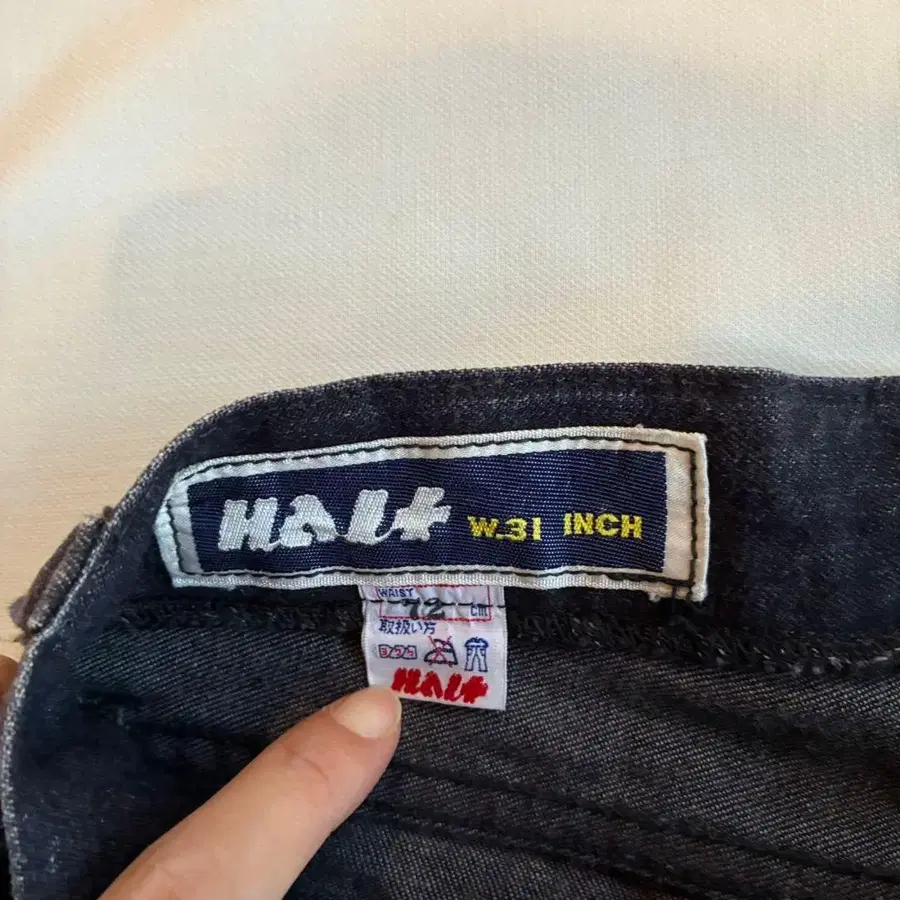 HALF W.31 INCH
WAIST
72 cm
取扱い方
HALF